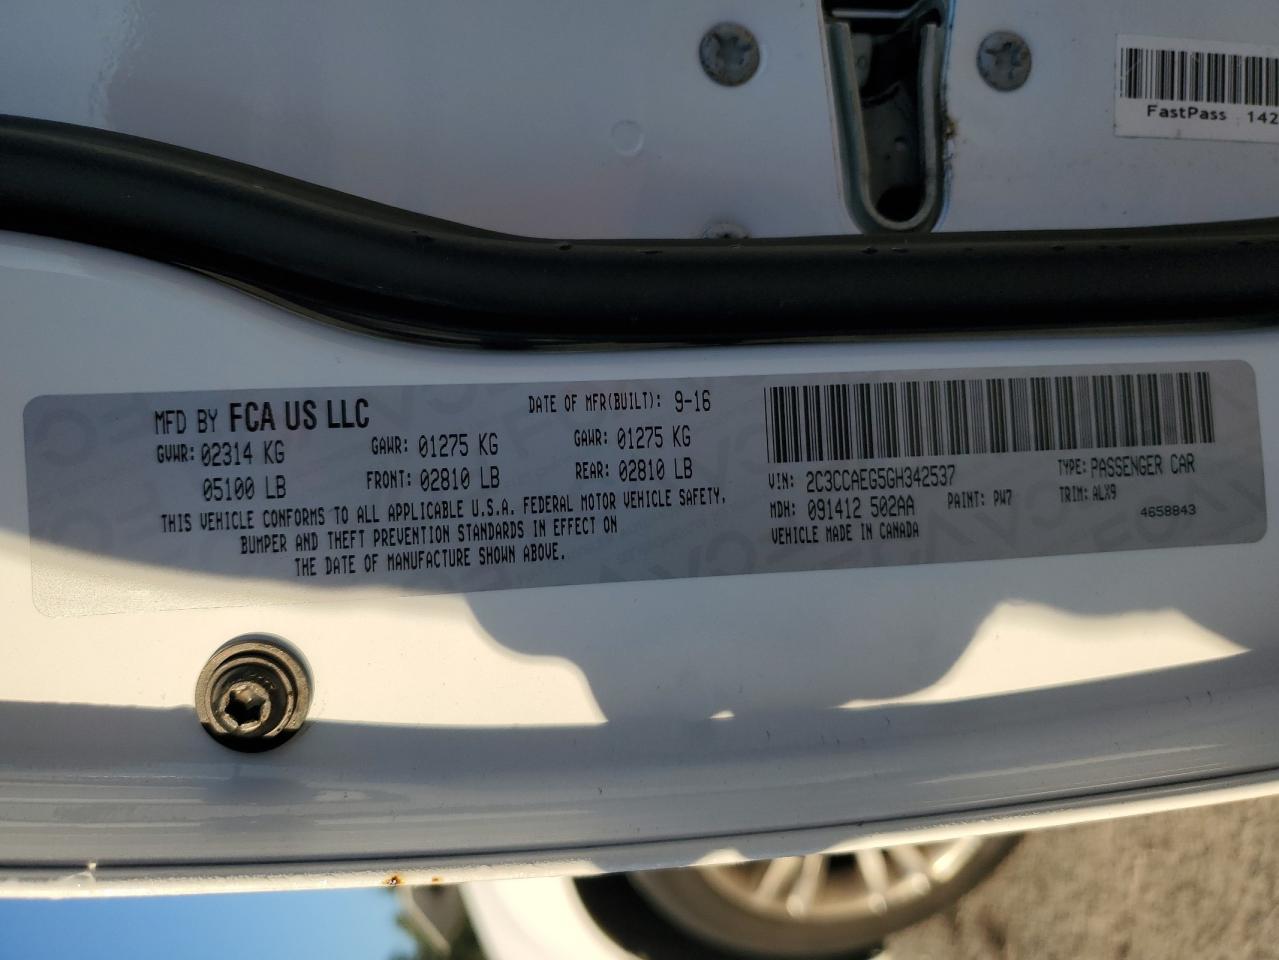 FastPass 142
MFD BY FCA US LLC DATE OF MFR(BUILT): 9-16
GVWR: 02314 KG GAWR: 01275 KG GAWR: 01275 KG
05100 LB FRONT: 02810 LB REAR: 02810 LB
THIS VEHICLE CONFORMS TO ALL APPLICABLE U.S.A. FEDERAL MOTOR VEHICLE SAFETY,
BUMPER AND THEFT PREVENTION STANDARDS IN EFFECT ON
THE DATE OF MANUFACTURE SHOWN ABOVE.
VIN: 2C3CCAEG5GH342537 TYPE: PASSENGER CAR
MDH: 091412 502AA PAINT: PW7 TRIM: ALX9
VEHICLE MADE IN CANADA 4658843